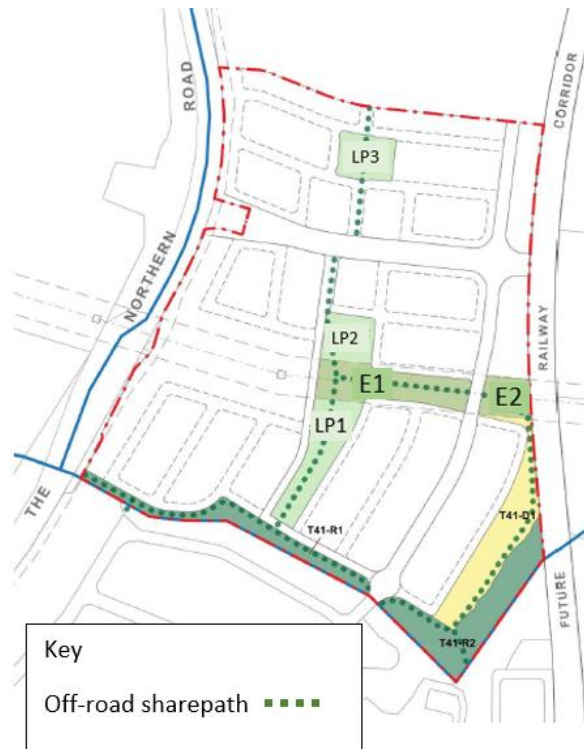 ROAD
CORRIDOR
LP3
NORTHERN
LP2
RAILWAY
E1
E2
LP1
THE
T41-R1
T41-D1
FUTURE
T41-R2
Key
Off-road sharepath